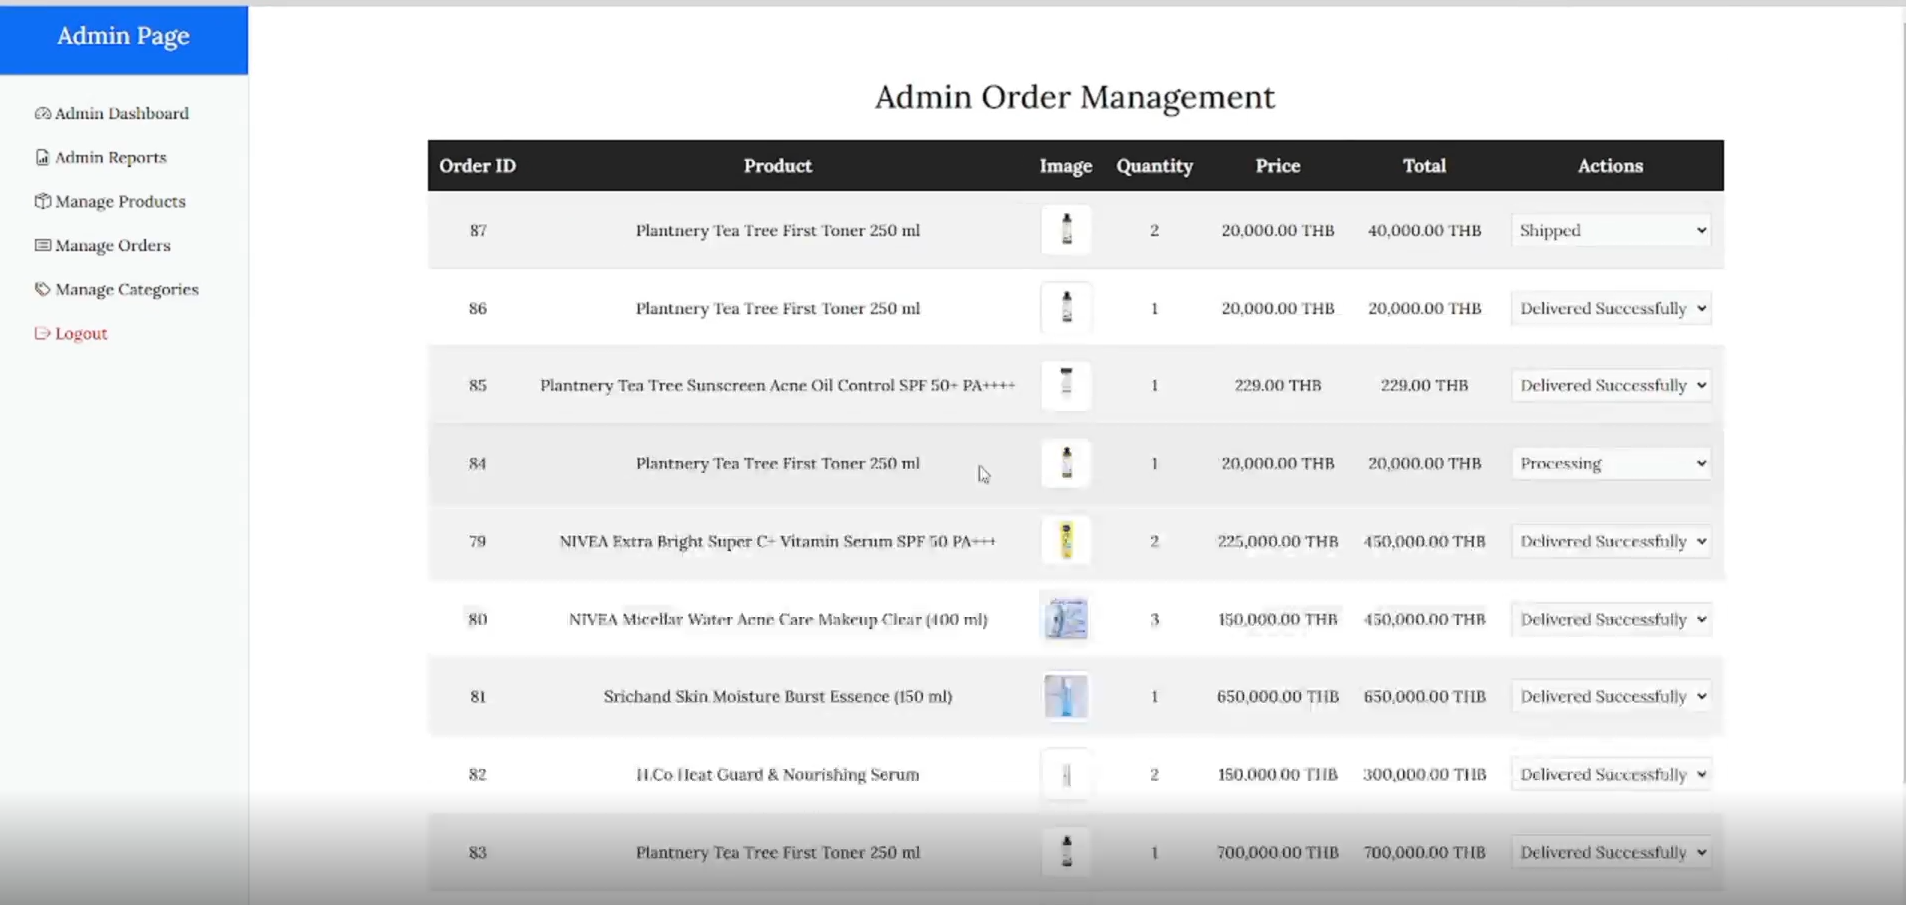 Admin Page
Admin Dashboard
Admin Reports
Manage Products
Manage Orders
Manage Categories
Logout
Admin Order Management
Order ID Product Image Quantity Price Total Actions
87 Plantnery Tea Tree First Toner 250 ml 2 20,000.00 THB 40,000.00 THB Shipped
86 Plantnery Tea Tree First Toner 250 ml 1 20,000.00 THB 20,000.00 THB Delivered Successfully
85 Plantnery Tea Tree Sunscreen Acne Oil Control SPF 50+ PA++++ 1 229.00 THB 229.00 THB Delivered Successfully
84 Plantnery Tea Tree First Toner 250 ml 1 20,000.00 THB 20,000.00 THB Processing
79 NIVEA Extra Bright Super C+ Vitamin Serum SPF 50 PA+++ 2 225,000.00 THB 450,000.00 THB Delivered Successfully
80 NIVEA Micellar Water Acne Care Makeup Clear (400 ml) 3 150,000.00 THB 450,000.00 THB Delivered Successfully
81 Srichand Skin Moisture Burst Essence (150 ml) 1 650,000.00 THB 650,000.00 THB Delivered Successfully
82 H.Co Heat Guard & Nourishing Serum 2 150,000.00 THB 300,000.00 THB Delivered Successfully
83 Plantnery Tea Tree First Toner 250 ml 1 700,000.00 THB 700,000.00 THB Delivered Successfully